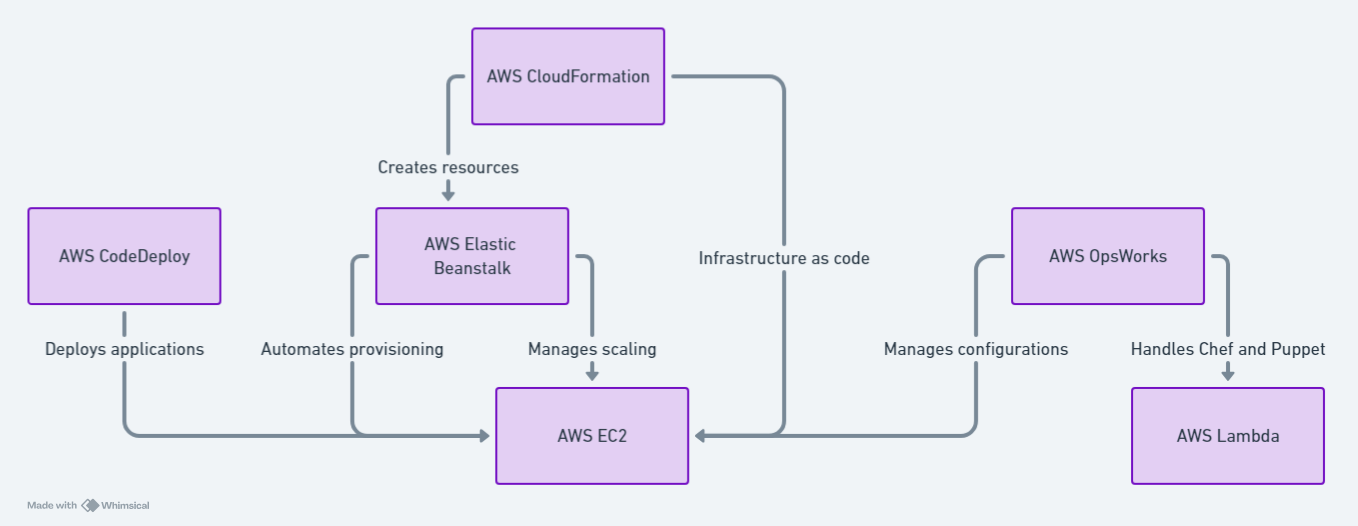 AWS CloudFormation
Creates resources
AWS CodeDeploy
AWS Elastic
Beanstalk
Infrastructure as code
AWS OpsWorks
Deploys applications
Automates provisioning
Manages scaling
Manages configurations
Handles Chef and Puppet
AWS EC2
AWS Lambda
Made with Whimsical